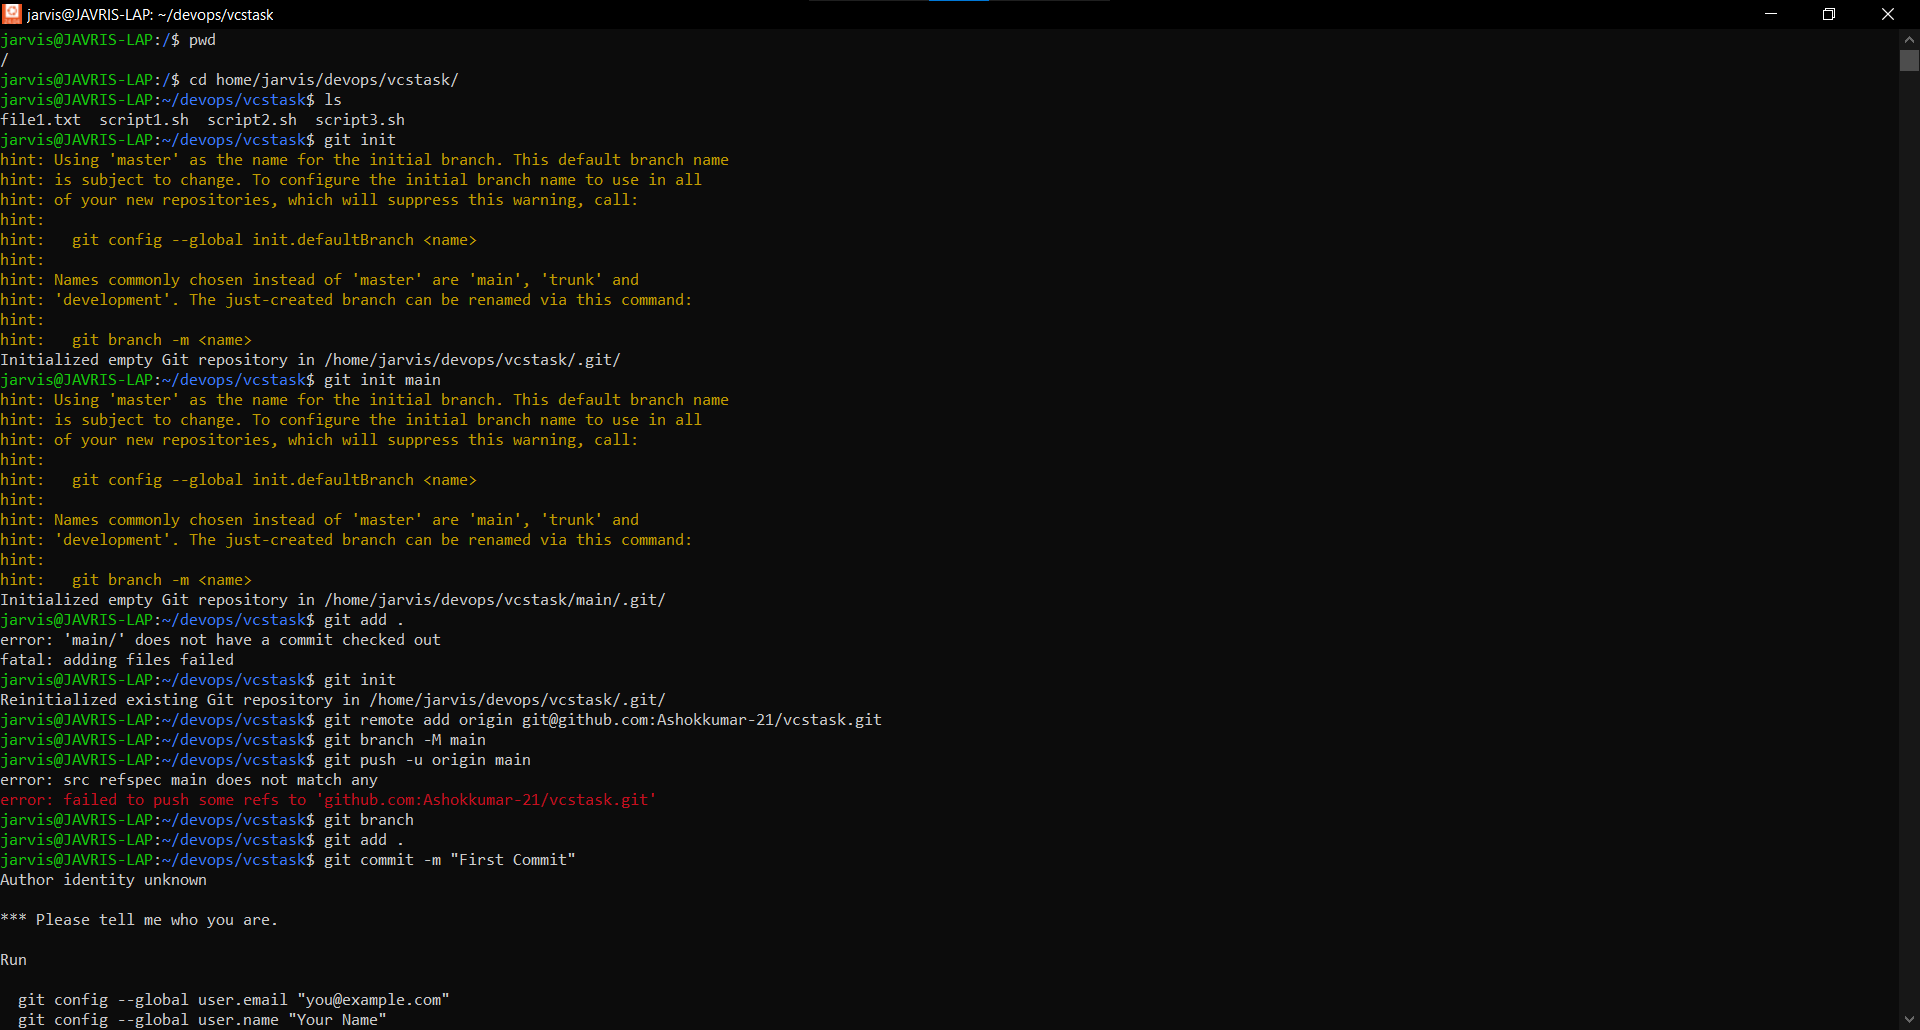 jarvis@JAVRIS-LAP: ~/devops/vcstask
jarvis@JAVRIS-LAP:/$ pwd
/
jarvis@JAVRIS-LAP:/$ cd home/jarvis/devops/vcstask/
jarvis@JAVRIS-LAP:~/devops/vcstask$ ls
file1.txt  script1.sh  script2.sh  script3.sh
jarvis@JAVRIS-LAP:~/devops/vcstask$ git init
hint: Using 'master' as the name for the initial branch. This default branch name
hint: is subject to change. To configure the initial branch name to use in all
hint: of your new repositories, which will suppress this warning, call:
hint:
hint:   git config --global init.defaultBranch <name>
hint:
hint: Names commonly chosen instead of 'master' are 'main', 'trunk' and
hint: 'development'. The just-created branch can be renamed via this command:
hint:
hint:   git branch -m <name>
Initialized empty Git repository in /home/jarvis/devops/vcstask/.git/
jarvis@JAVRIS-LAP:~/devops/vcstask$ git init main
hint: Using 'master' as the name for the initial branch. This default branch name
hint: is subject to change. To configure the initial branch name to use in all
hint: of your new repositories, which will suppress this warning, call:
hint:
hint:   git config --global init.defaultBranch <name>
hint:
hint: Names commonly chosen instead of 'master' are 'main', 'trunk' and
hint: 'development'. The just-created branch can be renamed via this command:
hint:
hint:   git branch -m <name>
Initialized empty Git repository in /home/jarvis/devops/vcstask/main/.git/
jarvis@JAVRIS-LAP:~/devops/vcstask$ git add .
error: 'main/' does not have a commit checked out
fatal: adding files failed
jarvis@JAVRIS-LAP:~/devops/vcstask$ git init
Reinitialized existing Git repository in /home/jarvis/devops/vcstask/.git/
jarvis@JAVRIS-LAP:~/devops/vcstask$ git remote add origin git@github.com:Ashokkumar-21/vcstask.git
jarvis@JAVRIS-LAP:~/devops/vcstask$ git branch -M main
jarvis@JAVRIS-LAP:~/devops/vcstask$ git push -u origin main
error: src refspec main does not match any
error: failed to push some refs to 'github.com:Ashokkumar-21/vcstask.git'
jarvis@JAVRIS-LAP:~/devops/vcstask$ git branch
jarvis@JAVRIS-LAP:~/devops/vcstask$ git add .
jarvis@JAVRIS-LAP:~/devops/vcstask$ git commit -m "First Commit"
Author identity unknown
*** Please tell me who you are.
Run
  git config --global user.email "you@example.com"
  git config --global user.name "Your Name"